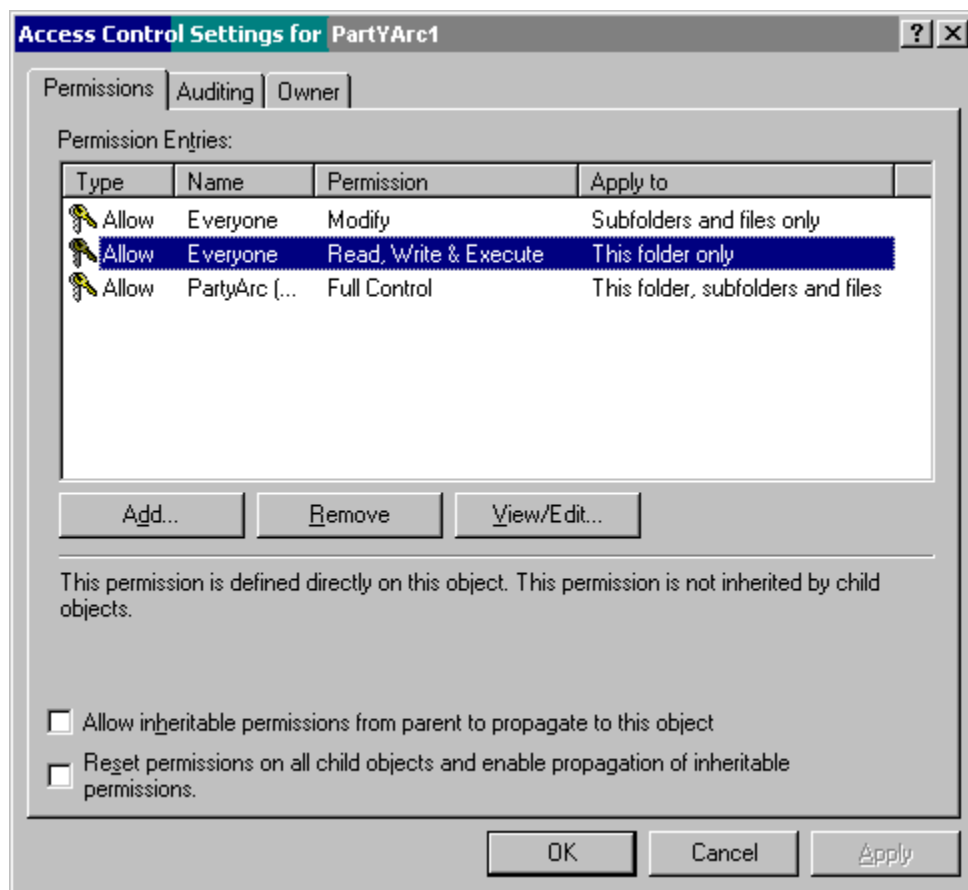 Access Control Settings for PartYArc1
Permissions Auditing Owner
Permission Entries:
Type Name Permission Apply to
Allow Everyone Modify Subfolders and files only
Allow Everyone Read, Write & Execute This folder only
Allow PartyArc (... Full Control This folder, subfolders and files
Add... Remove View/Edit...
This permission is defined directly on this object. This permission is not inherited by child
objects.
Allow inheritable permissions from parent to propagate to this object
Reset permissions on all child objects and enable propagation of inheritable
permissions.
OK Cancel Apply